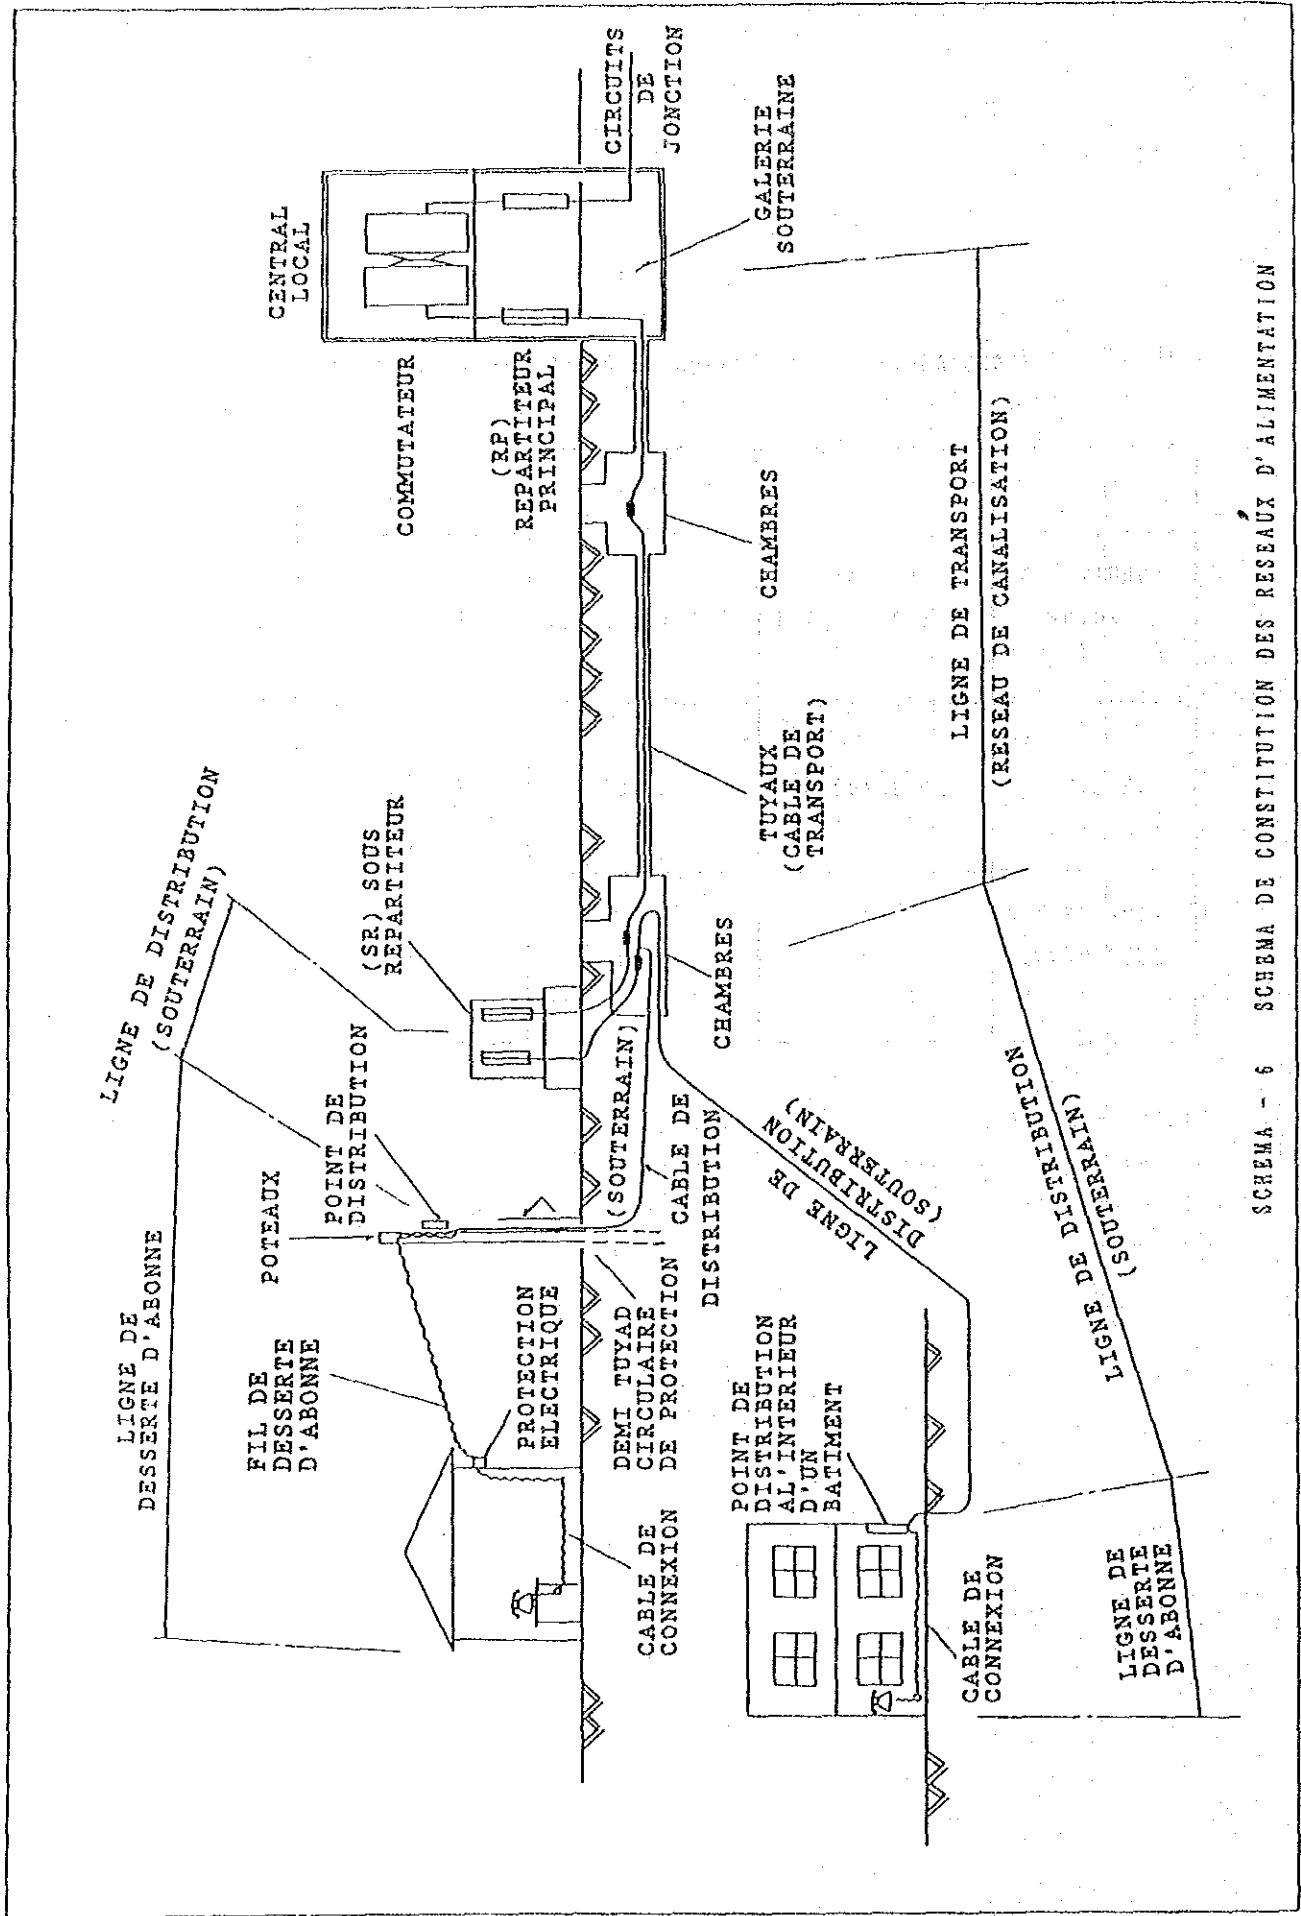 LIGNE DE
DESSERTE D'ABONNE
LIGNE DE DISTRIBUTION
(SOUTERRAIN)
FIL DE
DESSERTE
D'ABONNE
POTEAUX
POINT DE
DISTRIBUTION
(SR) SOUS
REPARTITEUR
COMMUTATEUR
CENTRAL
LOCAL
(RP)
REPARTITEUR
PRINCIPAL
CIRCUITS
DE
JONCTION
PROTECTION
ELECTRIQUE
CABLE DE
CONNEXION
DEMI TUYAD
CIRCULAIRE
DE PROTECTION
(SOUTERRAIN)
CABLE DE
DISTRIBUTION
CHAMBRES
TUYAUX
(CABLE DE
TRANSPORT)
CHAMBRES
GALERIE
SOUTERRAINE
POINT DE
DISTRIBUTION
AL'INTERIEUR
D'UN
BATIMENT
LIGNE DE
DISTRIBUTION
(SOUTERRAIN)
CABLE DE
CONNEXION
LIGNE DE
DESSERTE
D'ABONNE
LIGNE DE DISTRIBUTION
(SOUTERRAIN)
LIGNE DE TRANSPORT
(RESEAU DE CANALISATION)
SCHEMA - 6 SCHEMA DE CONSTITUTION DES RESEAUX D'ALIMENTATION